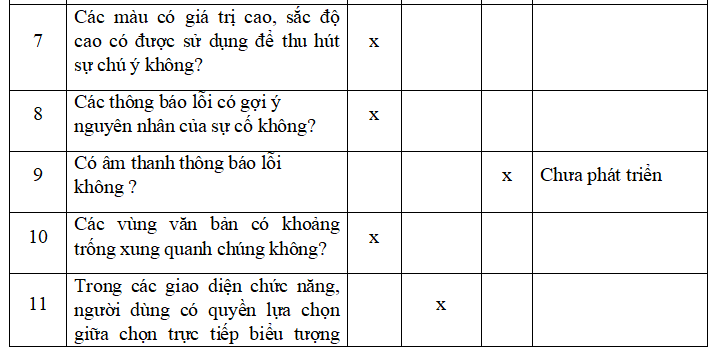 7
Các màu có giá trị cao, sắc độ
cao có được sử dụng để thu hút
sự chú ý không?
x
8
Các thông báo lỗi có gợi ý
nguyên nhân của sự cố không?
x
9
Có âm thanh thông báo lỗi
không ?
x
Chưa phát triển
10
Các vùng văn bản có khoảng
trống xung quanh chúng không?
x
11
Trong các giao diện chức năng,
người dùng có quyền lựa chọn
giữa chọn trực tiếp biểu tượng
x